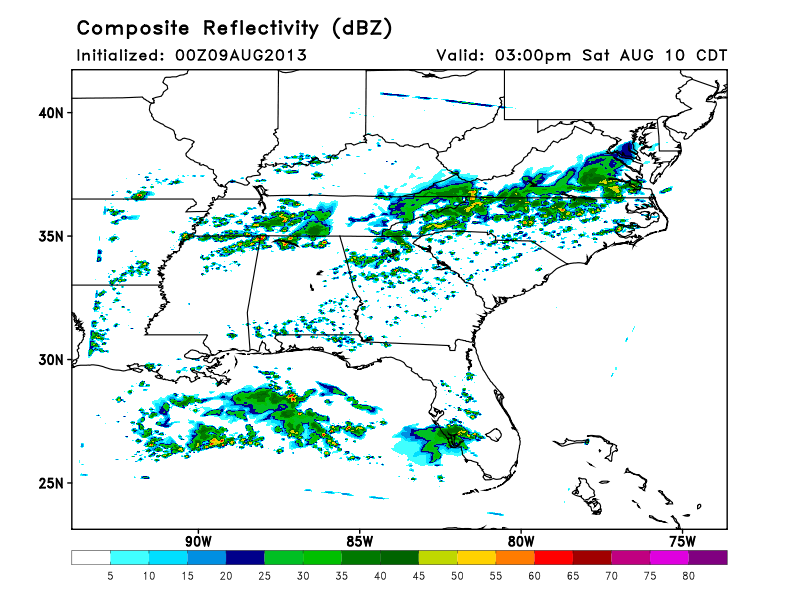 Composite Reflectivity (dBZ)
Initialized: 00Z09AUG2013 Valid: 03:00pm Sat AUG 10 CDT
40N
35N
30N
25N
90W 85W 80W 75W
5 10 15 20 25 30 35 40 45 50 55 60 65 70 75 80